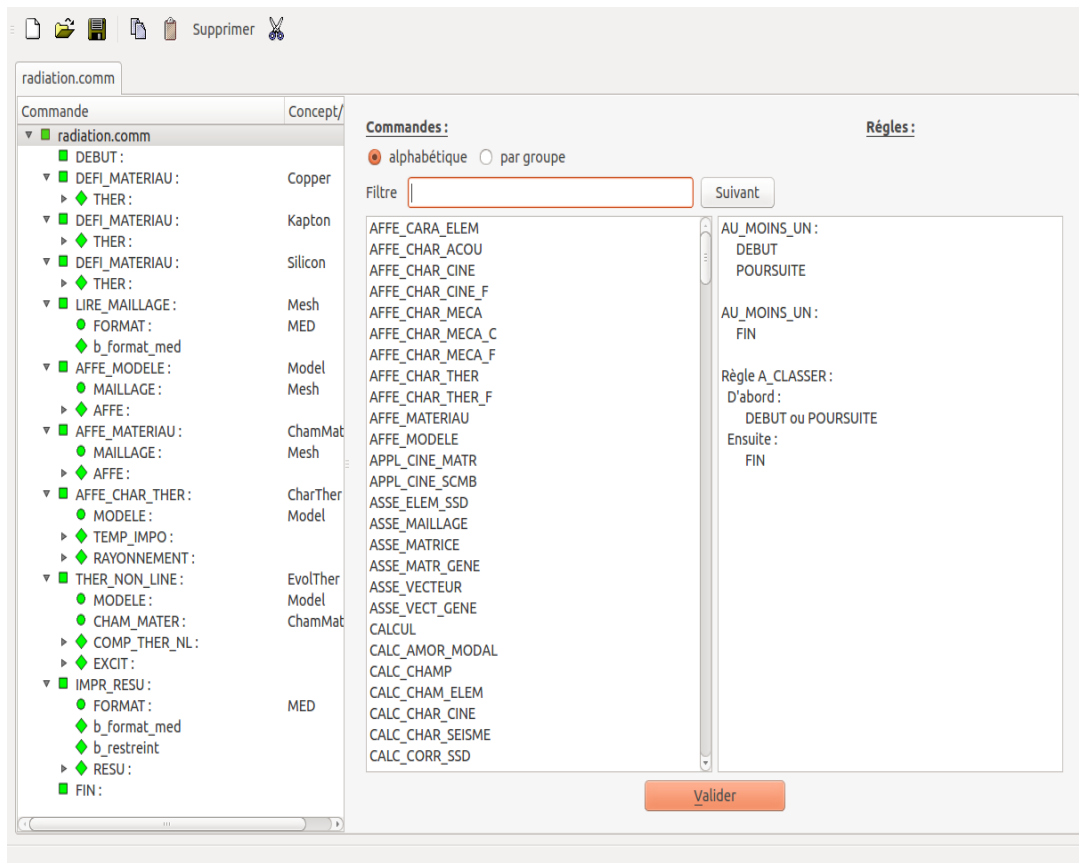 Supprimer
radiation.comm
Commande Concept/
radiation.comm
DEBUT :
DEFI_MATERIAU : Copper
THER :
DEFI_MATERIAU : Kapton
THER :
DEFI_MATERIAU : Silicon
THER :
LIRE_MAILLAGE : Mesh
FORMAT : MED
b_format_med
AFFE_MODELE : Model
MAILLAGE : Mesh
AFFE :
AFFE_MATERIAU : ChamMat
MAILLAGE : Mesh
AFFE :
AFFE_CHAR_THER : CharTher
MODELE : Model
TEMP_IMPO :
RAYONNEMENT :
THER_NON_LINE : EvolTher
MODELE : Model
CHAM_MATER : ChamMat
COMP_THER_NL :
EXCIT :
IMPR_RESU :
FORMAT : MED
b_format_med
b_restreint
RESU :
FIN :
Commandes :
alphabétique par groupe
Filtre Suivant
AFFE_CARA_ELEM
AFFE_CHAR_ACOU
AFFE_CHAR_CINE
AFFE_CHAR_CINE_F
AFFE_CHAR_MECA
AFFE_CHAR_MECA_C
AFFE_CHAR_MECA_F
AFFE_CHAR_THER
AFFE_CHAR_THER_F
AFFE_MATERIAU
AFFE_MODELE
APPL_CINE_MATR
APPL_CINE_SCMB
ASSE_ELEM_SSD
ASSE_MAILLAGE
ASSE_MATRICE
ASSE_MATR_GENE
ASSE_VECTEUR
ASSE_VECT_GENE
CALCUL
CALC_AMOR_MODAL
CALC_CHAMP
CALC_CHAM_ELEM
CALC_CHAR_CINE
CALC_CHAR_SEISME
CALC_CORR_SSD
Régles :
AU_MOINS_UN :
DEBUT
POURSUITE
AU_MOINS_UN :
FIN
Règle A_CLASSER :
D'abord :
DEBUT ou POURSUITE
Ensuite :
FIN
Valider